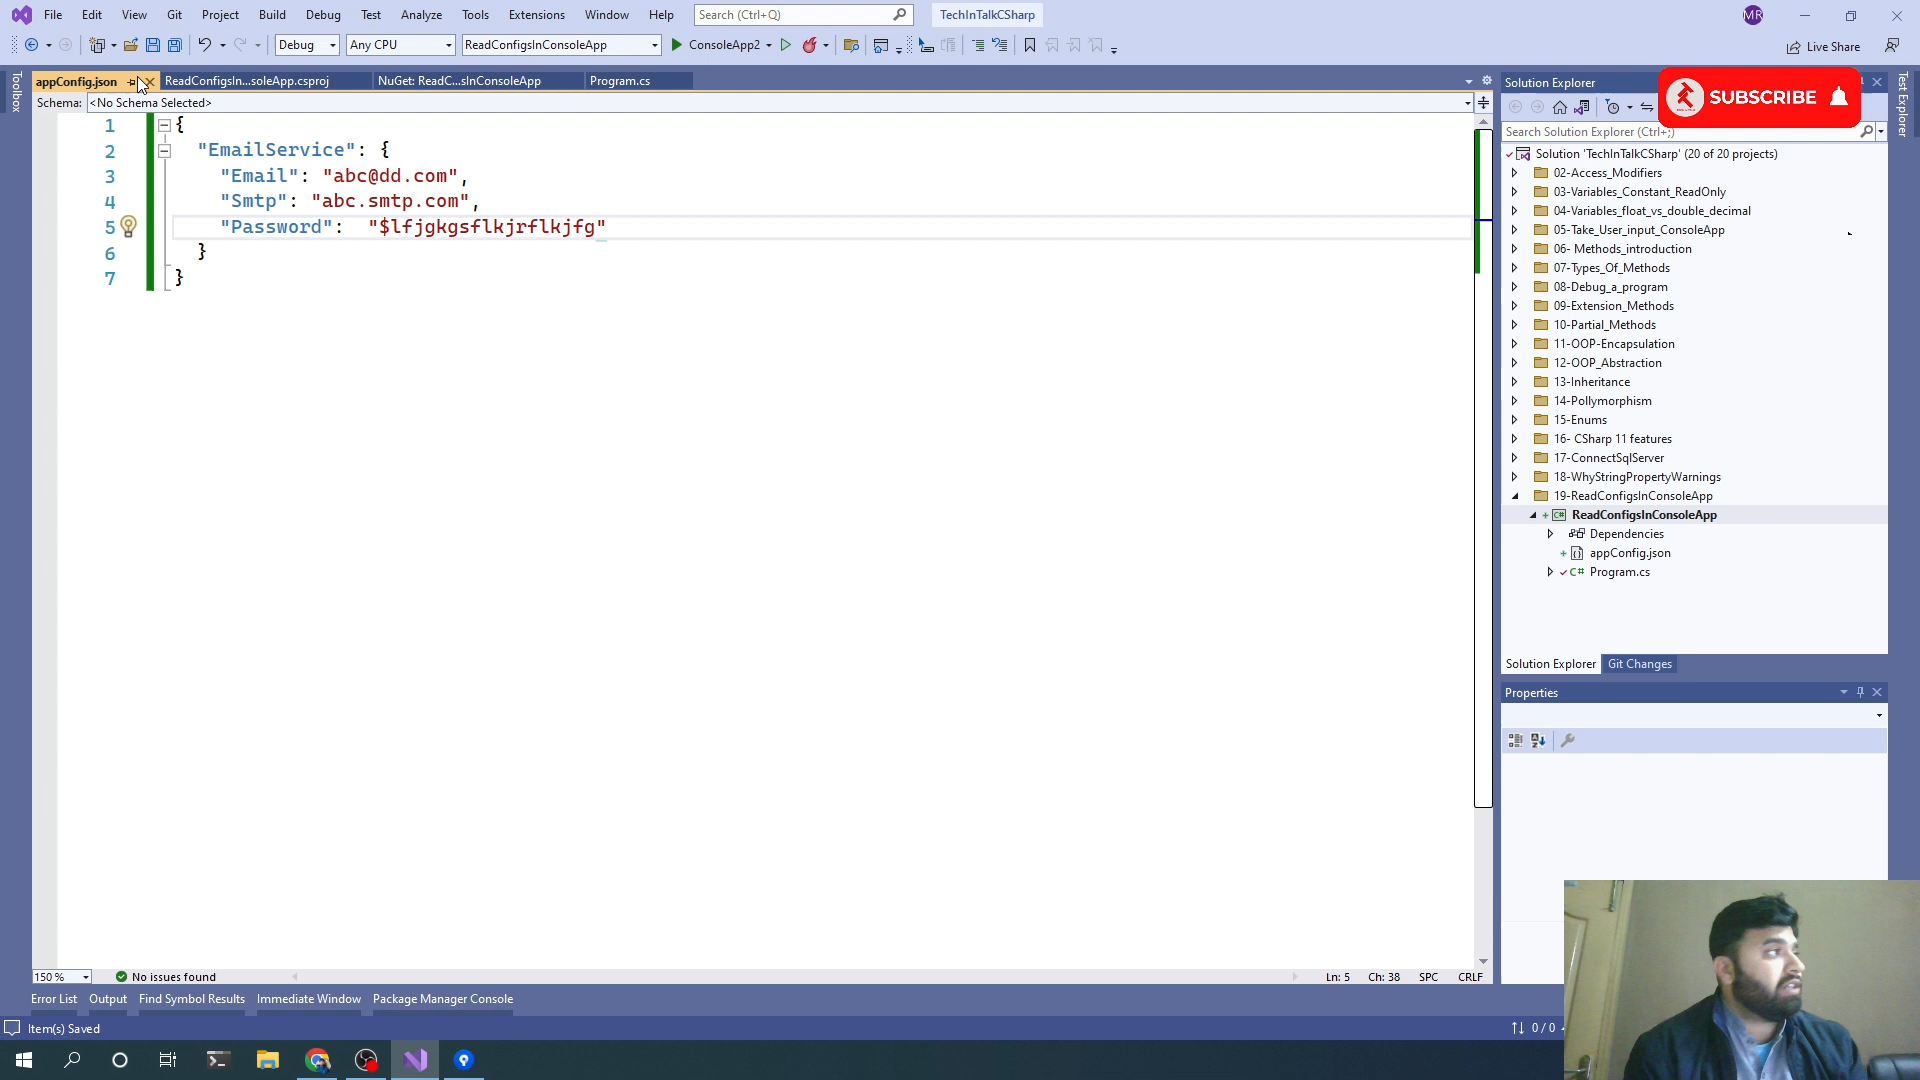 File Edit View Git Project Build Debug Test Analyze Tools Extensions Window Help Search (Ctrl+Q) TechInTalkCSharp MR
Debug Any CPU ReadConfigsInConsoleApp ConsoleApp2 Live Share
Toolbox
appConfig.json ReadConfigsIn...soleApp.csproj NuGet: ReadC...sInConsoleApp Program.cs
Schema: <No Schema Selected>
1 {
2 "EmailService": {
3 "Email": "abc@dd.com",
4 "Smtp": "abc.smtp.com",
5 "Password": "$lfjgkgsflkjrflkjfg"
6 }
7 }
150 % No issues found Ln: 5 Ch: 38 SPC CRLF
Error List Output Find Symbol Results Immediate Window Package Manager Console
Item(s) Saved 0 / 0
Solution Explorer
SUBSCRIBE
Test Explorer
Search Solution Explorer (Ctrl+;)
Solution 'TechInTalkCSharp' (20 of 20 projects)
02-Access_Modifiers
03-Variables_Constant_ReadOnly
04-Variables_float_vs_double_decimal
05-Take_User_input_ConsoleApp
06- Methods_introduction
07-Types_Of_Methods
08-Debug_a_program
09-Extension_Methods
10-Partial_Methods
11-OOP-Encapsulation
12-OOP_Abstraction
13-Inheritance
14-Pollymorphism
15-Enums
16- CSharp 11 features
17-ConnectSqlServer
18-WhyStringPropertyWarnings
19-ReadConfigsInConsoleApp
ReadConfigsInConsoleApp
Dependencies
appConfig.json
C# Program.cs
Solution Explorer Git Changes
Properties